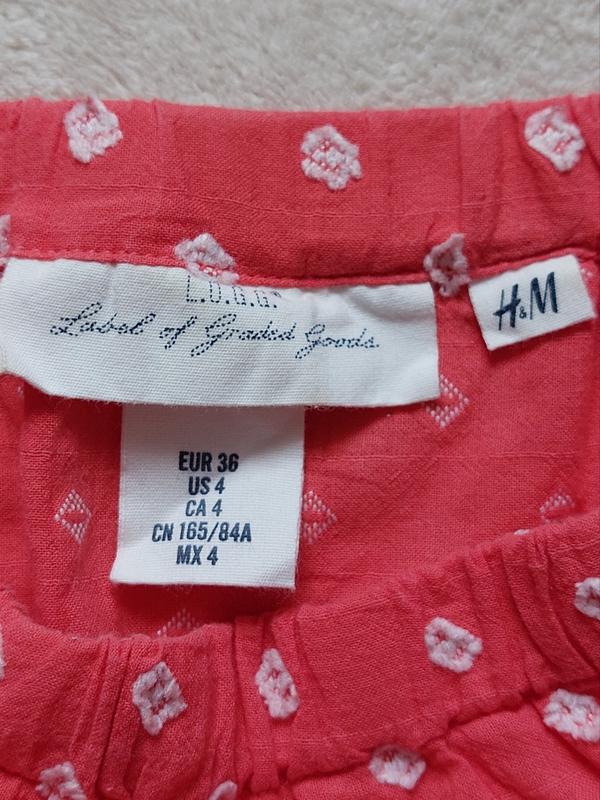 L.O.G.G.
Label of Graded Goods
H&M
EUR 36
US 4
CA 4
CN 165/84A
MX 4